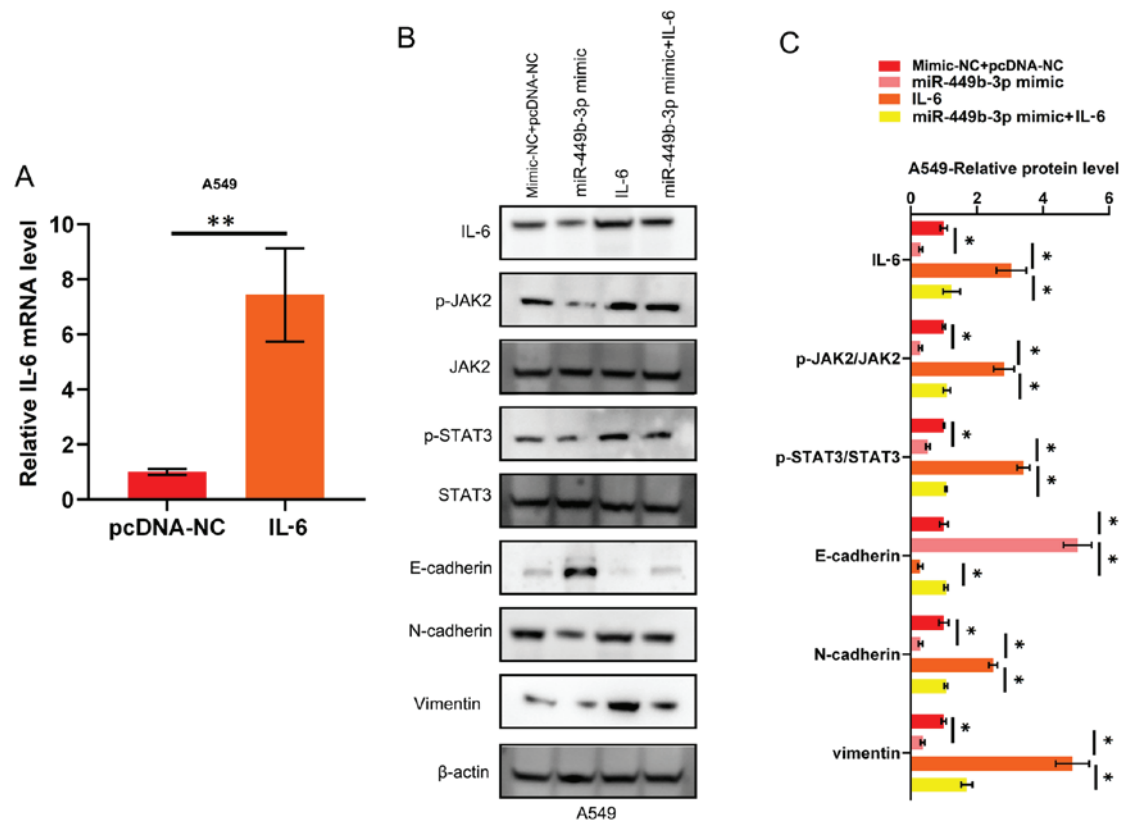 A
A549
**
Relative IL-6 mRNA level
10
8
6
4
2
0
pcDNA-NC
IL-6
B
Mimic-NC+pcDNA-NC
miR-449b-3p mimic
IL-6
miR-449b-3p mimic+IL-6
IL-6
p-JAK2
JAK2
p-STAT3
STAT3
E-cadherin
N-cadherin
Vimentin
β-actin
A549
C
Mimic-NC+pcDNA-NC
miR-449b-3p mimic
IL-6
miR-449b-3p mimic+IL-6
A549-Relative protein level
0 2 4 6
IL-6
*
*
*
p-JAK2/JAK2
*
*
*
p-STAT3/STAT3
*
*
*
E-cadherin
*
*
*
N-cadherin
*
*
*
vimentin
*
*
*